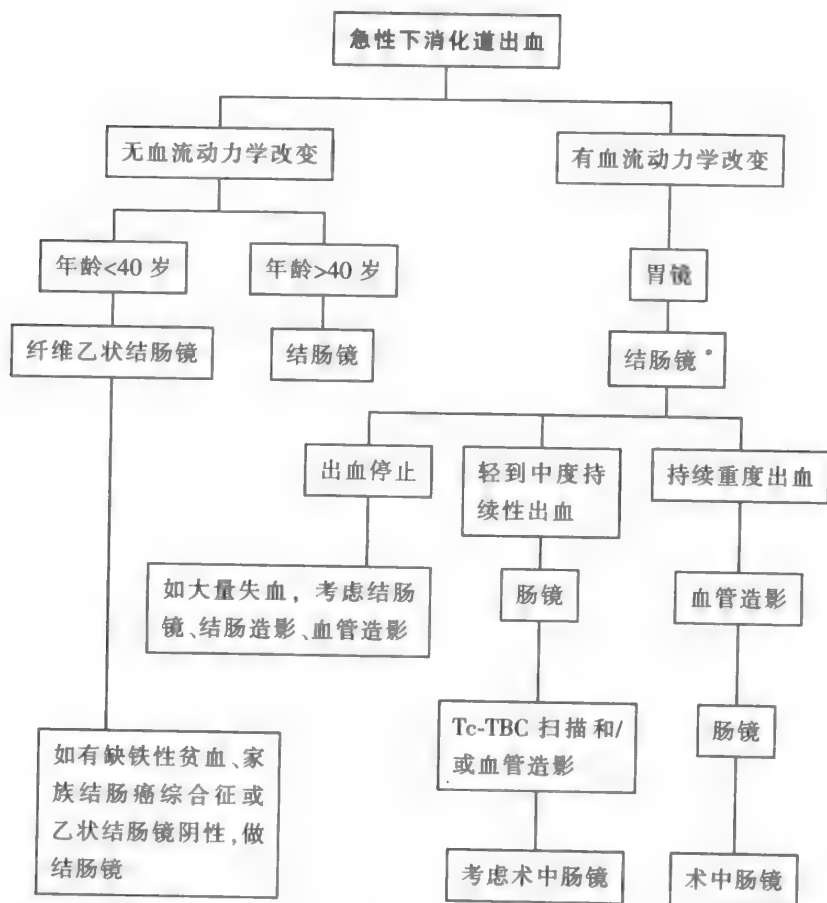 急性下消化道出血
无血流动力学改变
有血流动力学改变
年龄<40 岁
年龄>40 岁
胃镜
纤维乙状结肠镜
结肠镜
结肠镜*
出血停止
轻到中度持
续性出血
持续重度出血
如大量失血，考虑结肠
镜、结肠造影、血管造影
肠镜
血管造影
Tc-TBC 扫描和/
或血管造影
肠镜
如有缺铁性贫血、家
族结肠癌综合征或
乙状结肠镜阴性，做
结肠镜
考虑术中肠镜
术中肠镜